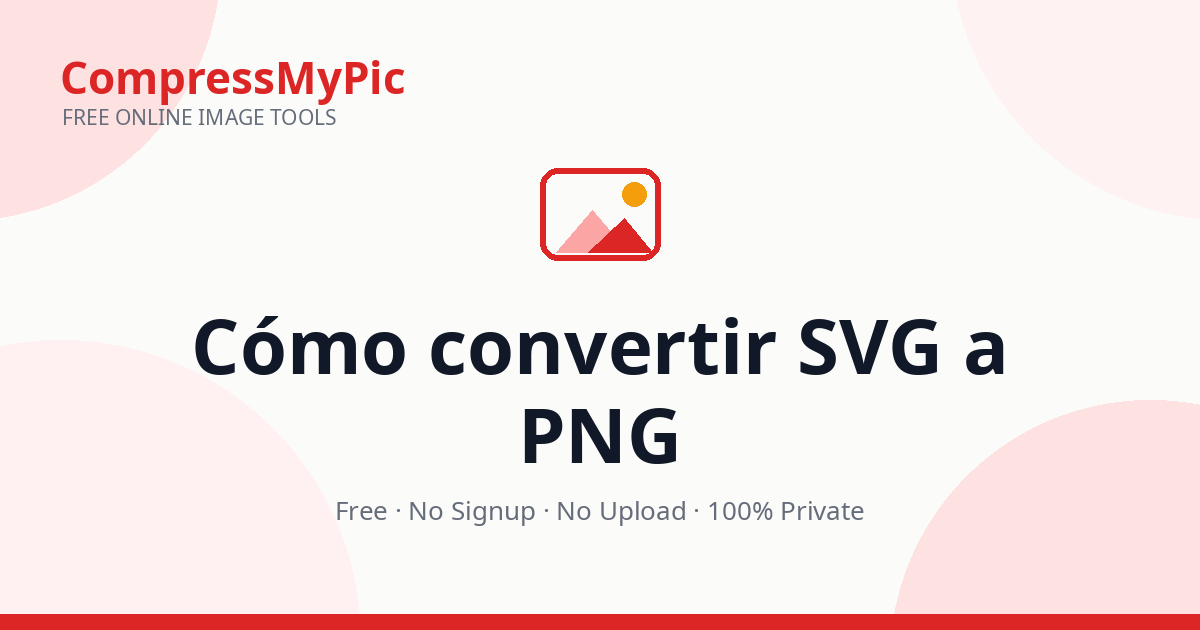 CompressMyPic
FREE ONLINE IMAGE TOOLS
Cómo convertir SVG a
PNG
Free · No Signup · No Upload · 100% Private